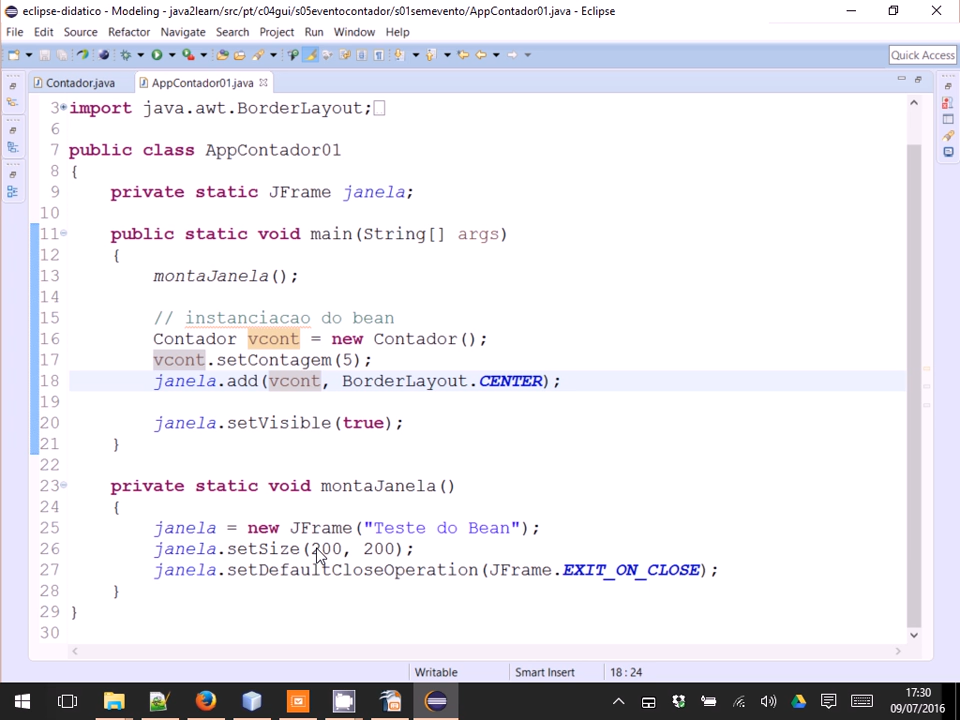 eclipse-didatico - Modeling - java2learn/src/pt/c04gui/s05eventocontador/s01semevento/AppContador01.java - Eclipse
File Edit Source Refactor Navigate Search Project Run Window Help
Quick Access
Contador.java AppContador01.java
3 import java.awt.BorderLayout;
6
7 public class AppContador01
8 {
9 private static JFrame janela;
10
11 public static void main(String[] args)
12 {
13 montaJanela();
14
15 // instanciacao do bean
16 Contador vcont = new Contador();
17 vcont.setContagem(5);
18 janela.add(vcont, BorderLayout.CENTER);
19
20 janela.setVisible(true);
21 }
22
23 private static void montaJanela()
24 {
25 janela = new JFrame("Teste do Bean");
26 janela.setSize(200, 200);
27 janela.setDefaultCloseOperation(JFrame.EXIT_ON_CLOSE);
28 }
29 }
30
Writable Smart Insert 18 : 24
17:30
09/07/2016